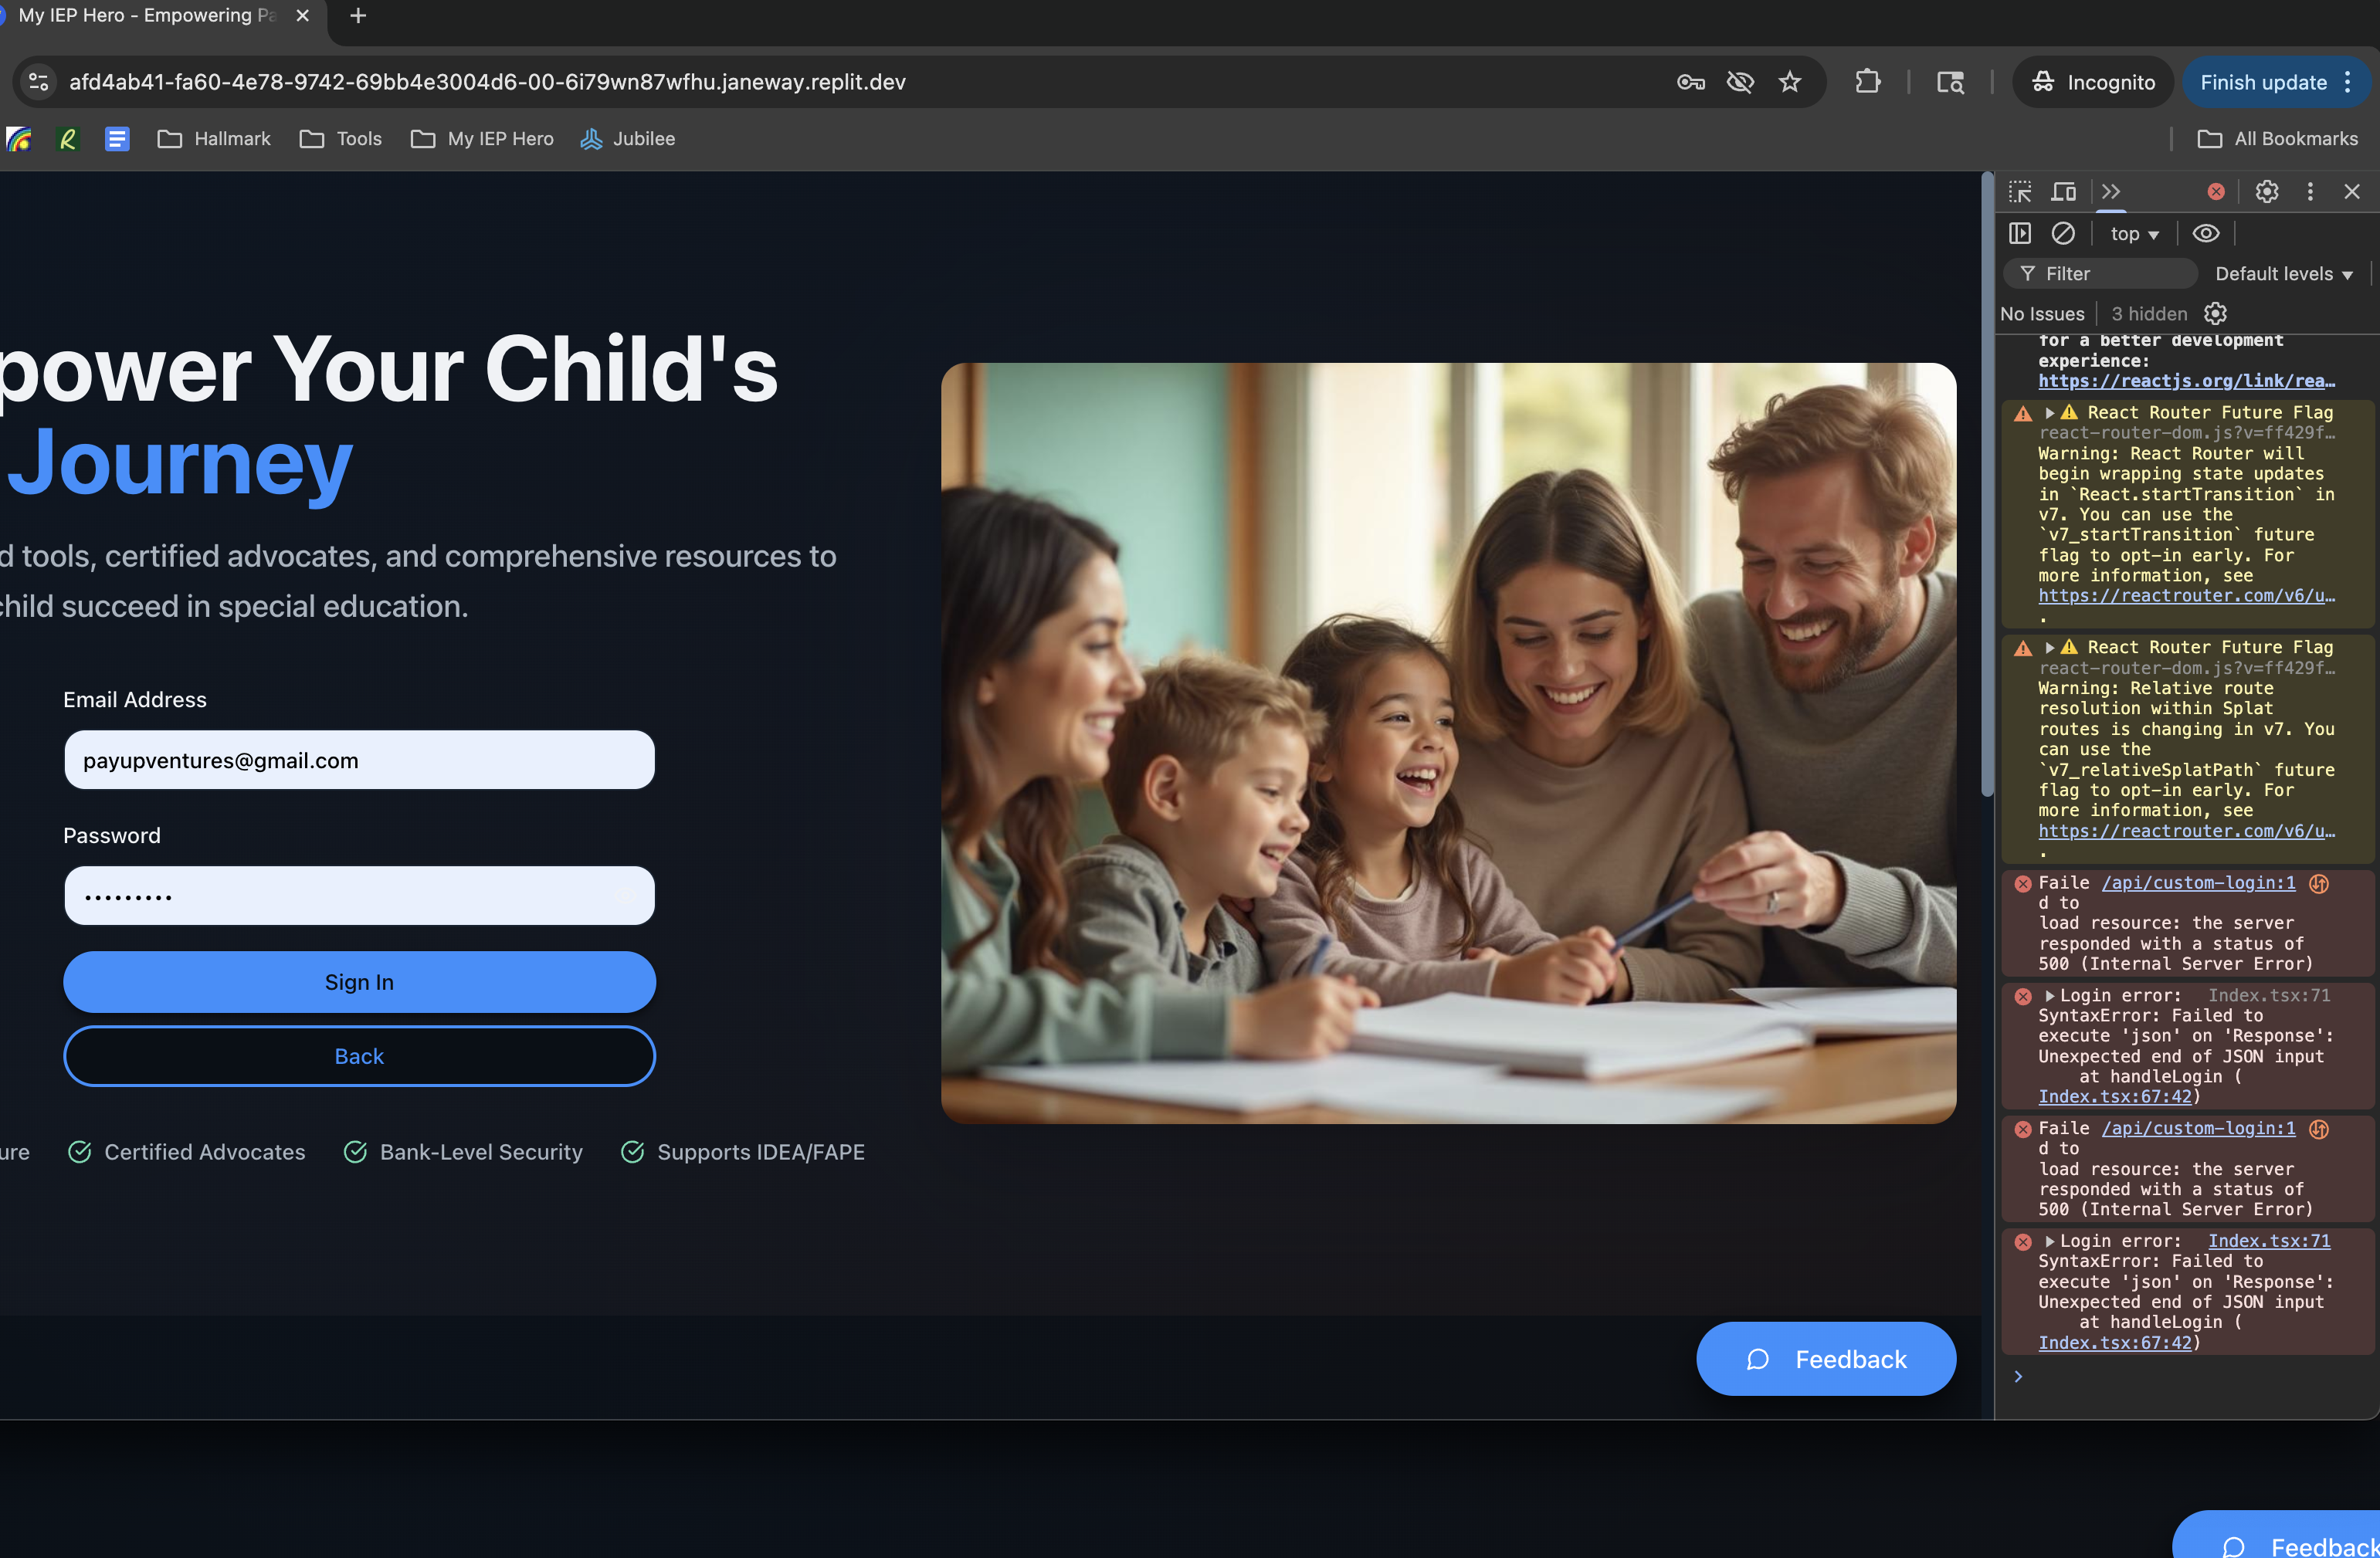 My IEP Hero - Empowering Pa
afd4ab41-fa60-4e78-9742-69bb4e3004d6-00-6i79wn87wfhu.janeway.replit.dev
Incognito
Finish update
Hallmark
Tools
My IEP Hero
Jubilee
All Bookmarks
power Your Child's
Journey
d tools, certified advocates, and comprehensive resources to
child succeed in special education.
Email Address
payupventures@gmail.com
Password
•••••••••
Sign In
Back
ure
Certified Advocates
Bank-Level Security
Supports IDEA/FAPE
Feedback
top
Filter
Default levels
No Issues
3 hidden
for a better development
experience:
https://reactjs.org/link/rea…
⚠ React Router Future Flag
react-router-dom.js?v=ff429f…
Warning: React Router will
begin wrapping state updates
in `React.startTransition` in
v7. You can use the
`v7_startTransition` future
flag to opt-in early. For
more information, see
https://reactrouter.com/v6/u…
.
⚠ React Router Future Flag
react-router-dom.js?v=ff429f…
Warning: Relative route
resolution within Splat
routes is changing in v7. You
can use the
`v7_relativeSplatPath` future
flag to opt-in early. For
more information, see
https://reactrouter.com/v6/u…
.
Faile /api/custom-login:1
d to
load resource: the server
responded with a status of
500 (Internal Server Error)
Login error: Index.tsx:71
SyntaxError: Failed to
execute 'json' on 'Response':
Unexpected end of JSON input
at handleLogin (
Index.tsx:67:42)
Faile /api/custom-login:1
d to
load resource: the server
responded with a status of
500 (Internal Server Error)
Login error: Index.tsx:71
SyntaxError: Failed to
execute 'json' on 'Response':
Unexpected end of JSON input
at handleLogin (
Index.tsx:67:42)
Feedback